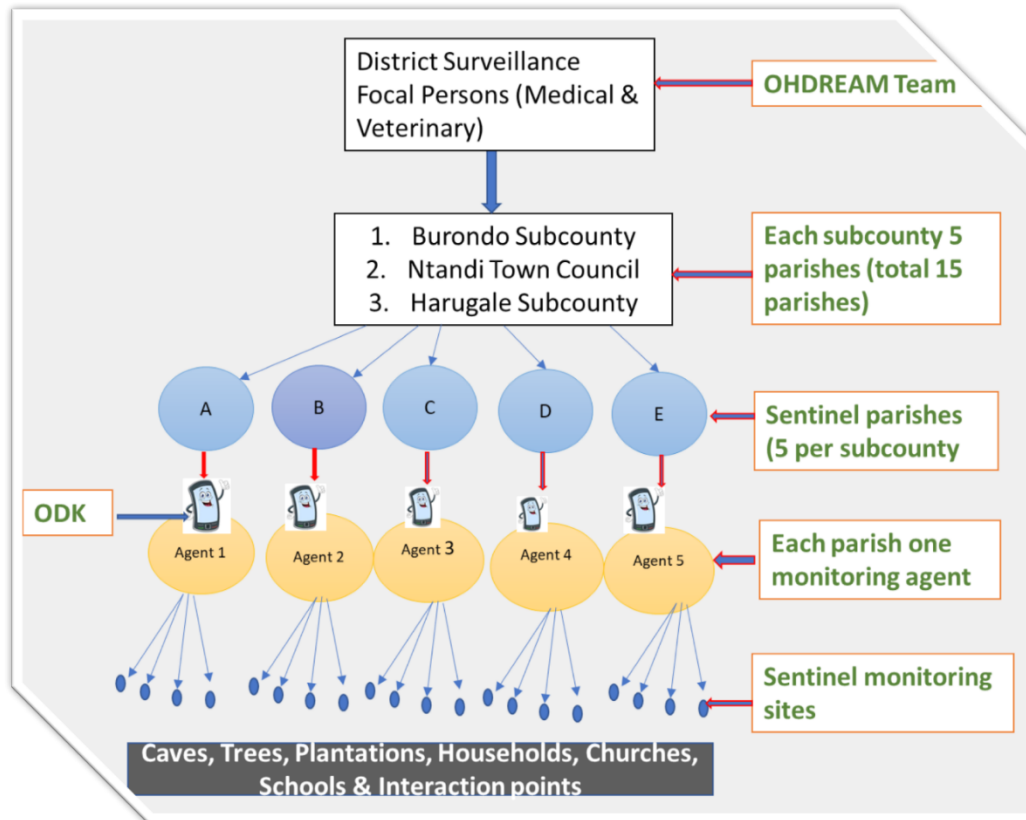 District Surveillance
Focal Persons (Medical &
Veterinary)
OHDREAM Team
1. Burondo Subcounty
2. Ntandi Town Council
3. Harugale Subcounty
Each subcounty 5
parishes (total 15
parishes)
A
B
C
D
E
Sentinel parishes
(5 per subcounty
ODK
Agent 1
Agent 2
Agent 3
Agent 4
Agent 5
Each parish one
monitoring agent
Sentinel monitoring
sites
Caves, Trees, Plantations, Households, Churches,
Schools & Interaction points